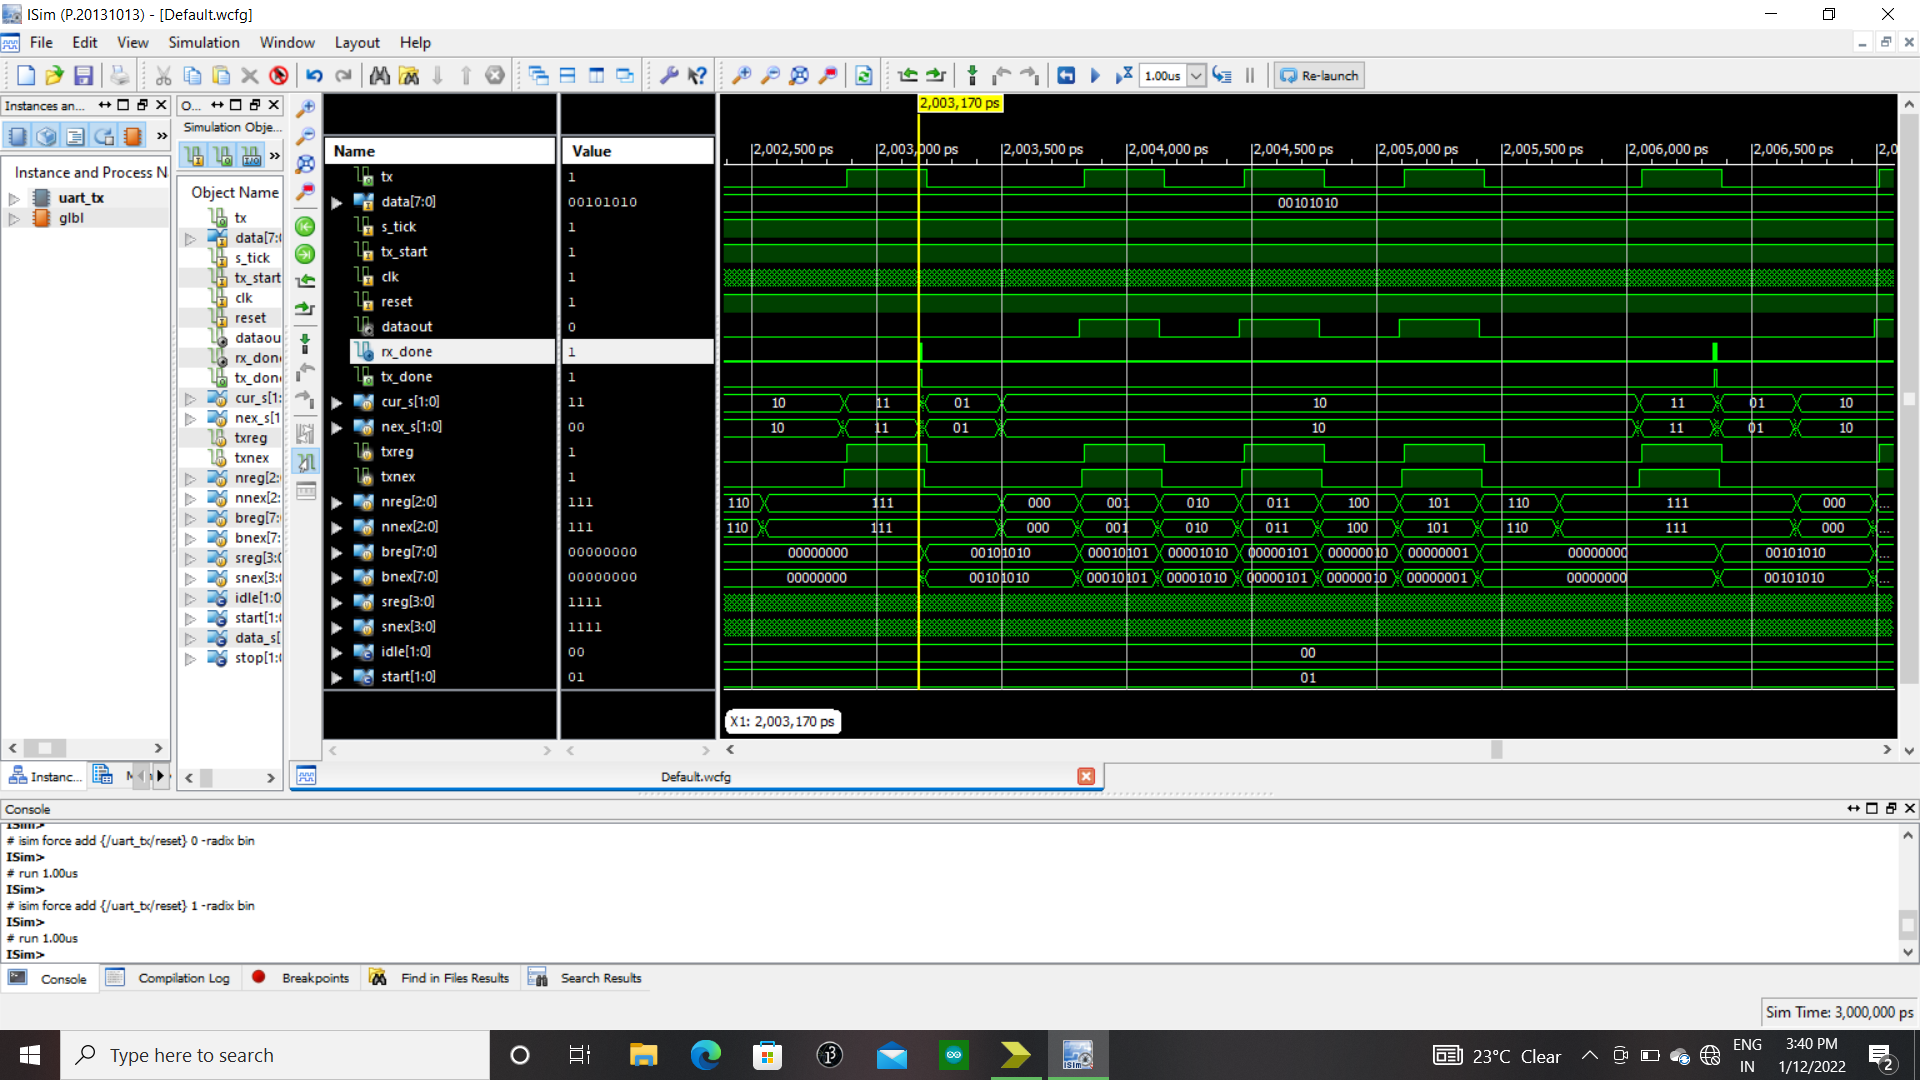 ISim (P.20131013) - [Default.wcfg]
File Edit View Simulation Window Layout Help
1.00us Re-launch
Instances an...
Instance and Process N
uart_tx
glbl
Instanc...
O...
Simulation Obje...
Object Name
tx
data[7:
s_tick
tx_start
clk
reset
dataou
rx_don
tx_don
cur_s[1:
nex_s[1
txreg
txnex
nreg[2:
nnex[2:
breg[7:
bnex[7:
sreg[3:0
snex[3:
idle[1:0
start[1:
data_s[
stop[1:
Name Value
tx 1
data[7:0] 00101010
s_tick 1
tx_start 1
clk 1
reset 1
dataout 0
rx_done 1
tx_done 1
cur_s[1:0] 11
nex_s[1:0] 00
txreg 1
txnex 1
nreg[2:0] 111
nnex[2:0] 111
breg[7:0] 00000000
bnex[7:0] 00000000
sreg[3:0] 1111
snex[3:0] 1111
idle[1:0] 00
start[1:0] 01
2,003,170 ps
2,002,500 ps 2,003,000 ps 2,003,500 ps 2,004,000 ps 2,004,500 ps 2,005,000 ps 2,005,500 ps 2,006,000 ps 2,006,500 ps 2,0
00101010
10 11 01 10 11 01 10
10 11 01 10 11 01 10
110 111 000 001 010 011 100 101 110 111 000 ...
110 111 000 001 010 011 100 101 110 111 000 ...
00000000 00101010 00010101 00001010 00000101 00000010 00000001 00000000 00101010 ...
00000000 00101010 00010101 00001010 00000101 00000010 00000001 00000000 00101010 ...
00
01
X1: 2,003,170 ps
Default.wcfg
Console
ISim>
# isim force add {/uart_tx/reset} 0 -radix bin
ISim>
# run 1.00us
ISim>
# isim force add {/uart_tx/reset} 1 -radix bin
ISim>
# run 1.00us
ISim>
Console Compilation Log Breakpoints Find in Files Results Search Results
Sim Time: 3,000,000 ps
Type here to search
23°C Clear
ENG
IN
3:40 PM
1/12/2022
2